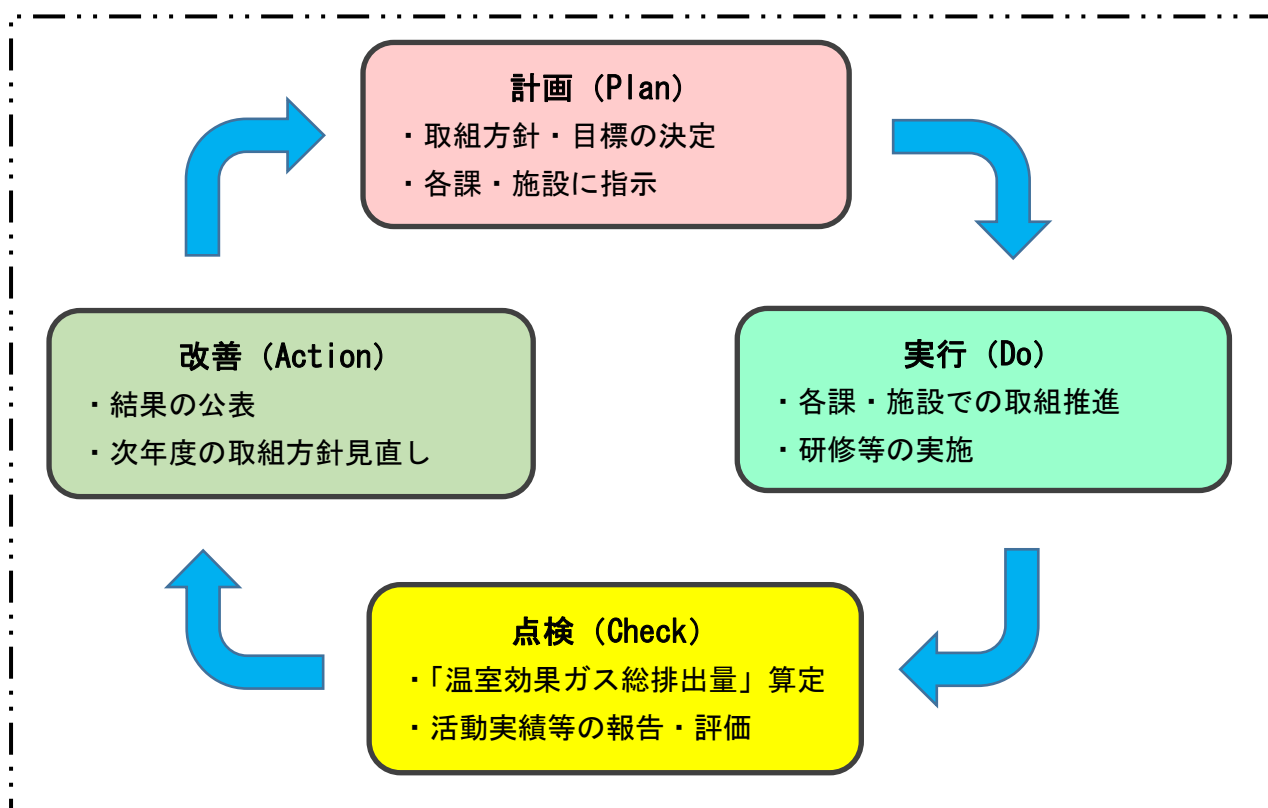 計画(Plan)
・取組方針・目標の決定
・各課・施設に指示
改善(Action)
・結果の公表
・次年度の取組方針見直し
実行(Do)
・各課・施設での取組推進
・研修等の実施
点検(Check)
・「温室効果ガス総排出量」算定
・活動実績等の報告・評価